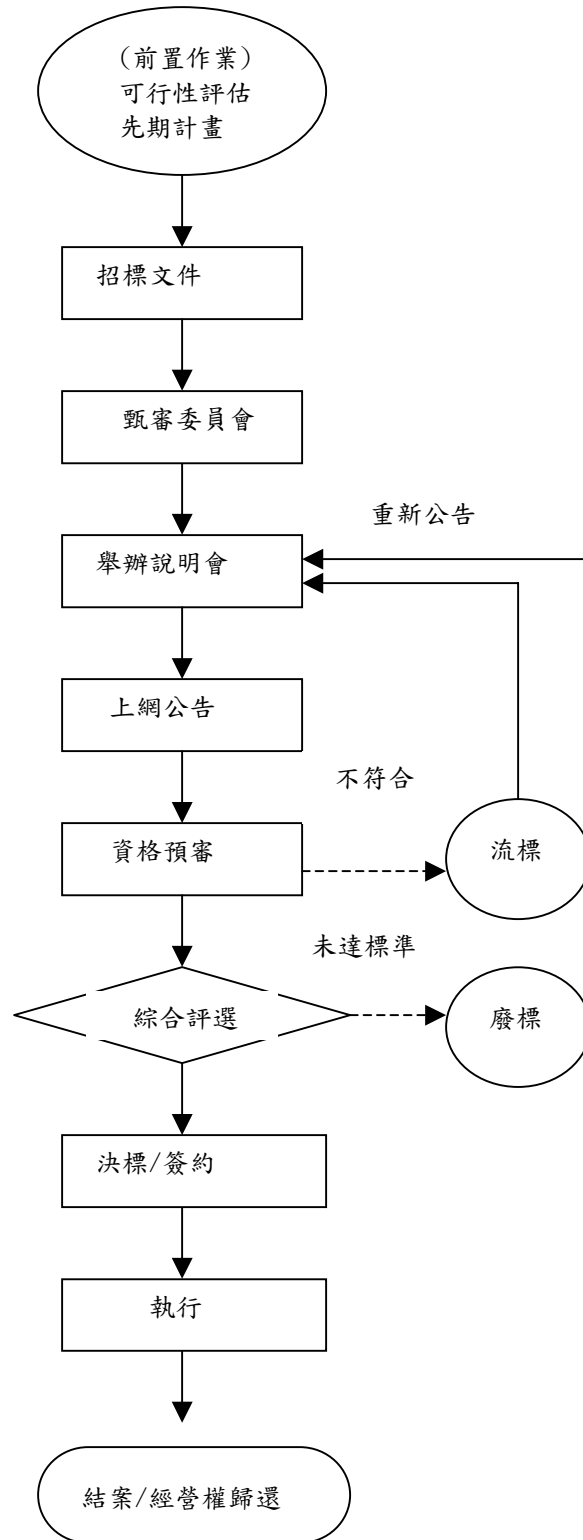 (前置作業)
可行性評估
先期計畫
招標文件
甄審委員會
重新公告
舉辦說明會
上網公告
不符合
資格預審
流標
未達標準
綜合評選
廢標
決標/簽約
執行
結案/經營權歸還